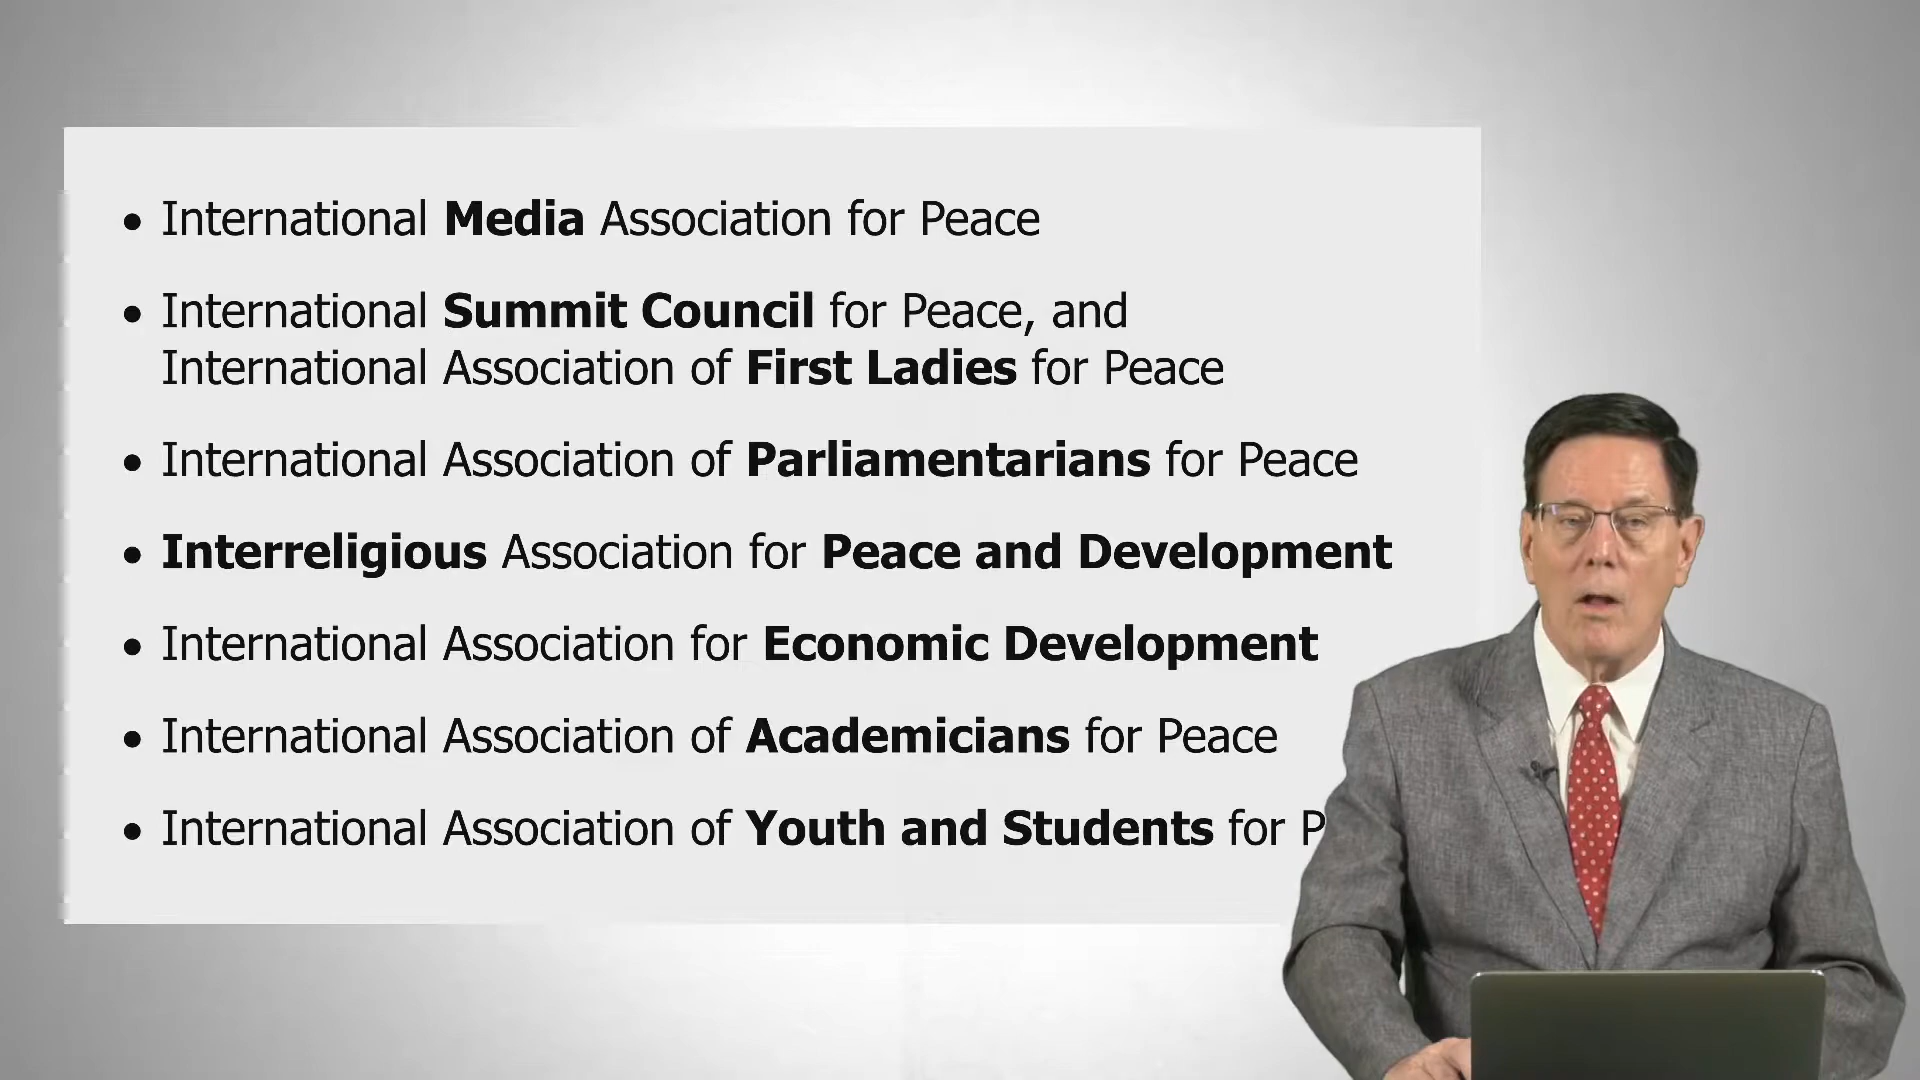 • International Media Association for Peace
• International Summit Council for Peace, and
International Association of First Ladies for Peace
• International Association of Parliamentarians for Peace
• Interreligious Association for Peace and Development
• International Association for Economic Development
• International Association of Academicians for Peace
• International Association of Youth and Students for